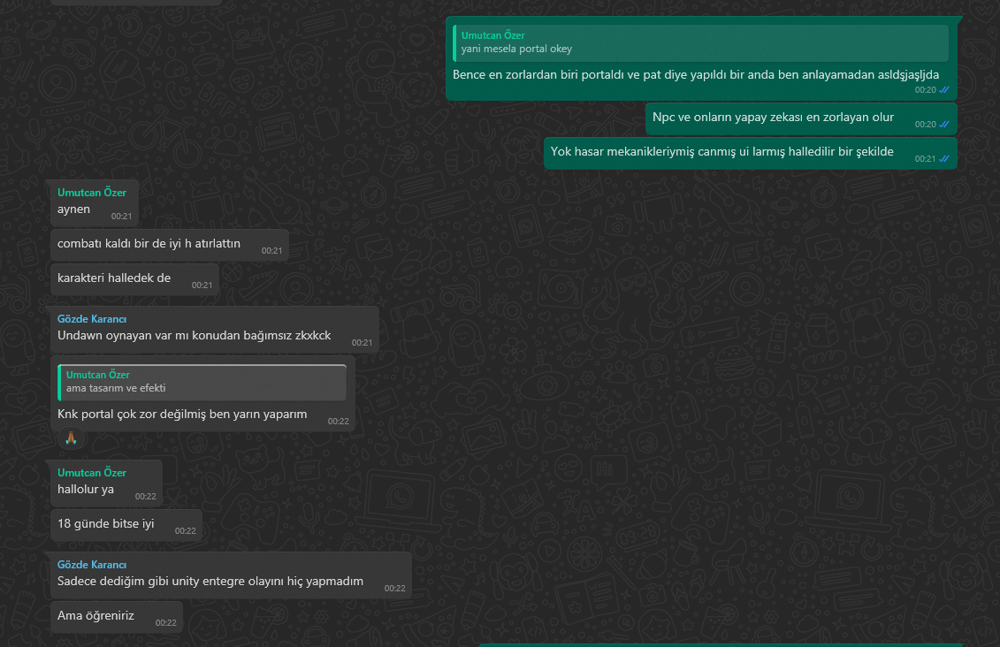 Umutcan Özer
yani mesela portal okey
Bence en zorlardan biri portaldı ve pat diye yapıldı bir anda ben anlayamadan asldşjaşljda
00:20
Npc ve onların yapay zekası en zorlayan olur
00:20
Yok hasar mekanikleriymiş canmış ui larmış halledilir bir şekilde
00:21
Umutcan Özer
aynen
00:21
combatı kaldı bir de iyi h atırlattın
00:21
karakteri halledek de
00:21
Gözde Karancı
Undawn oynayan var mı konudan bağımsız zkxkck
00:21
Umutcan Özer
ama tasarım ve efekti
Knk portal çok zor değilmiş ben yarın yaparım
00:22
Umutcan Özer
hallolur ya
00:22
18 günde bitse iyi
00:22
Gözde Karancı
Sadece dediğim gibi unity entegre olayını hiç yapmadım
00:22
Ama öğreniriz
00:22